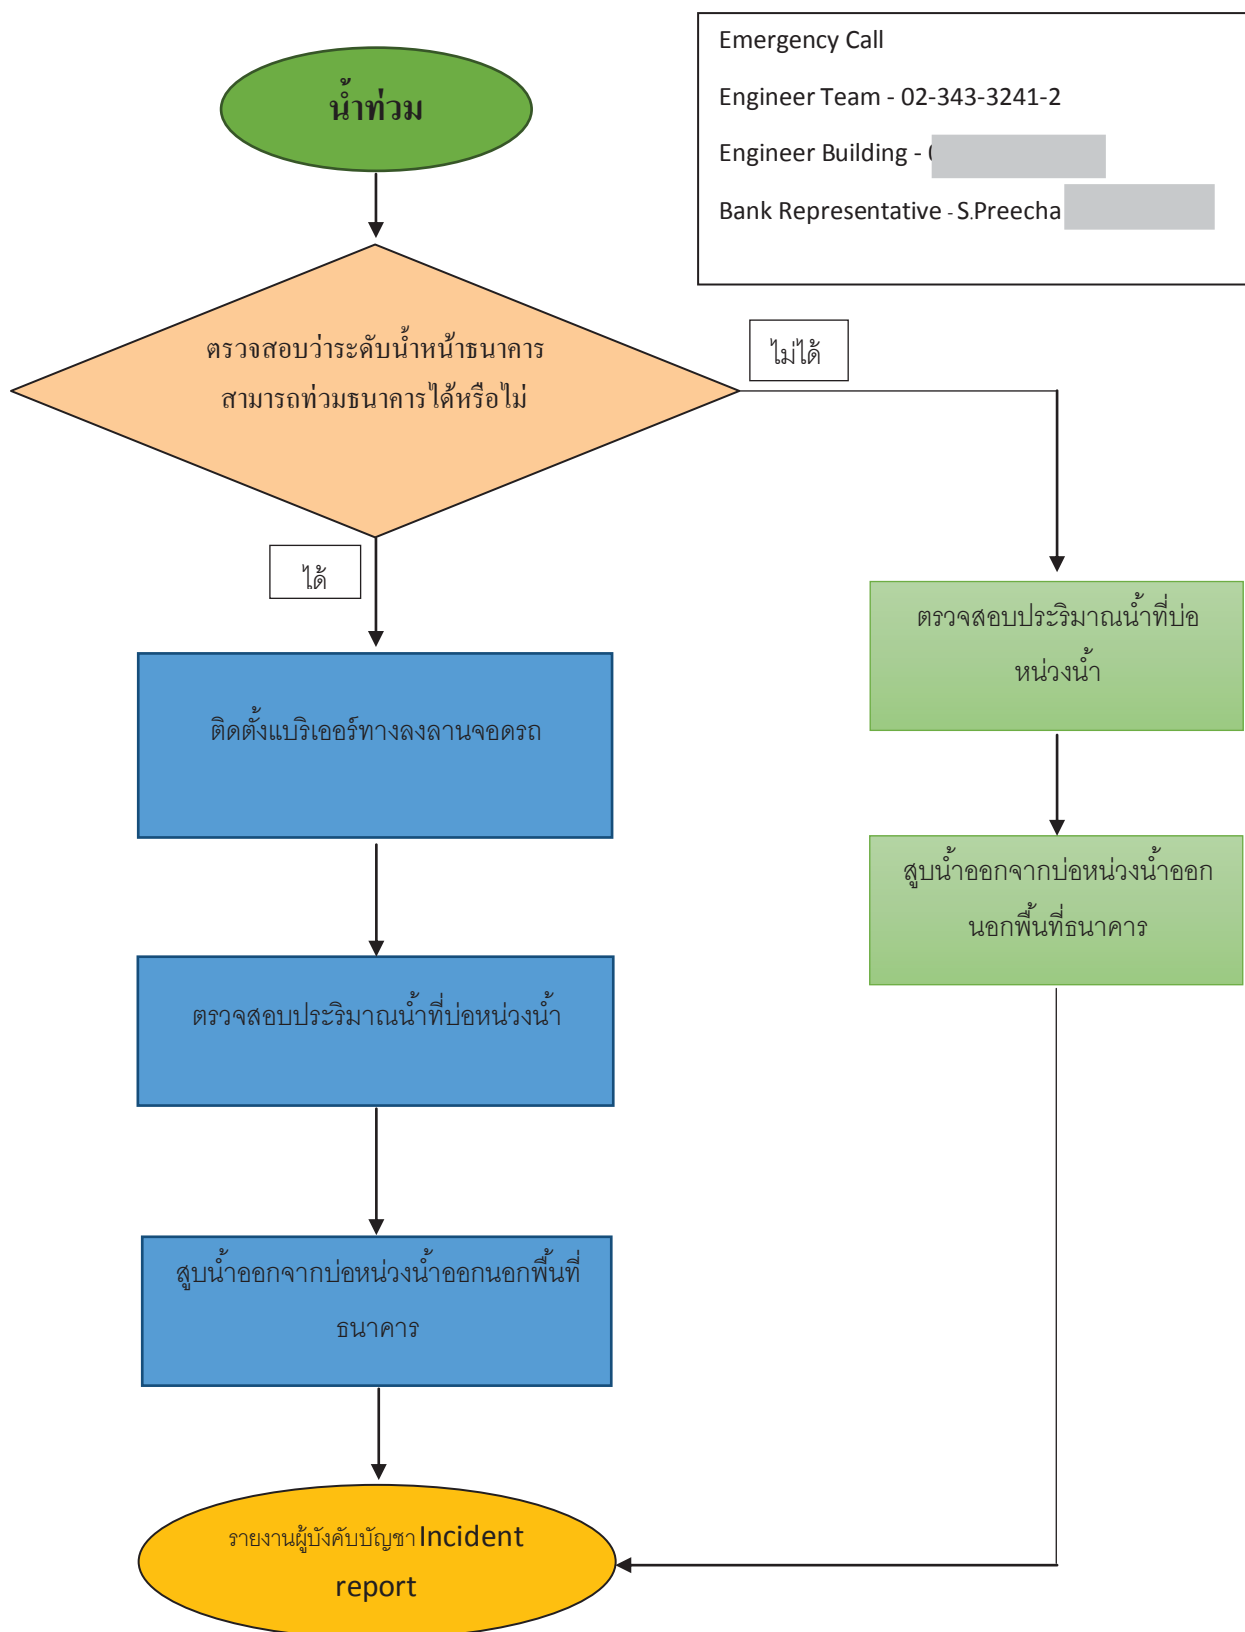 น้ำท่วม
Emergency Call
Engineer Team - 02-343-3241-2
Engineer Building -
Bank Representative - S.Preecha
ตรวจสอบว่าระดับน้ำหน้าธนาคาร
สามารถท่วมธนาคารได้หรือไม่
ไม่ได้
ได้
ติดตั้งแบริเออร์ทางลงลานจอดรถ
ตรวจสอบประริมาณน้ำที่บ่อหน่วงน้ำ
สูบน้ำออกจากบ่อหน่วงน้ำออกนอกพื้นที่
ธนาคาร
ตรวจสอบประริมาณน้ำที่บ่อ
หน่วงน้ำ
สูบน้ำออกจากบ่อหน่วงน้ำออก
นอกพื้นที่ธนาคาร
รายงานผู้บังคับบัญชา Incident
report